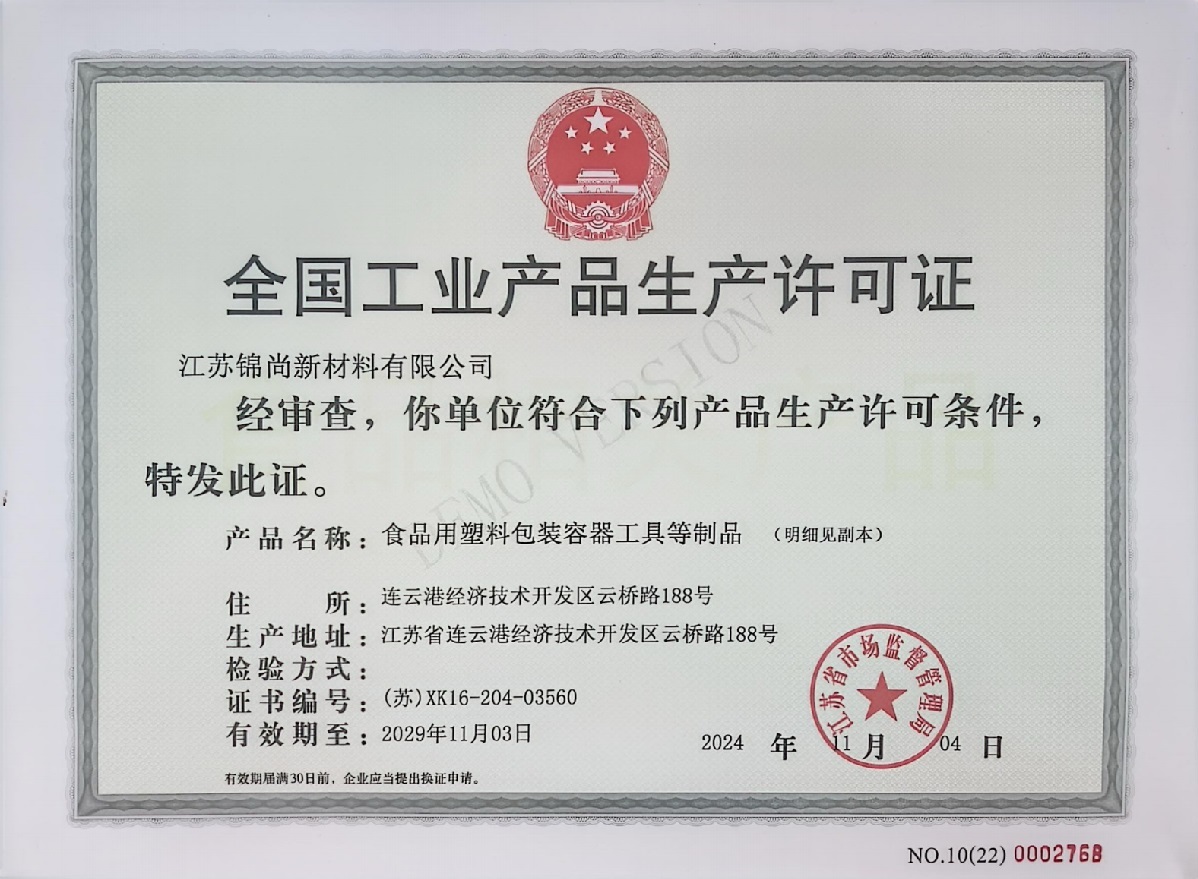 全国工业产品生产许可证
江苏锦尚新材料有限公司
经审查，你单位符合下列产品生产许可条件，
特发此证。
产品名称：食品用塑料包装容器工具等制品 （明细见副本）
住 所：连云港经济技术开发区云桥路188号
生产地址：江苏省连云港经济技术开发区云桥路188号
检验方式：
证书编号：(苏)XK16-204-03560
有效期至：2029年11月03日
江苏省市场监督管理局
2024 年 11 月 04 日
有效期届满30日前，企业应当提出换证申请。
NO.10(22) 0002768
DEMO VERSION